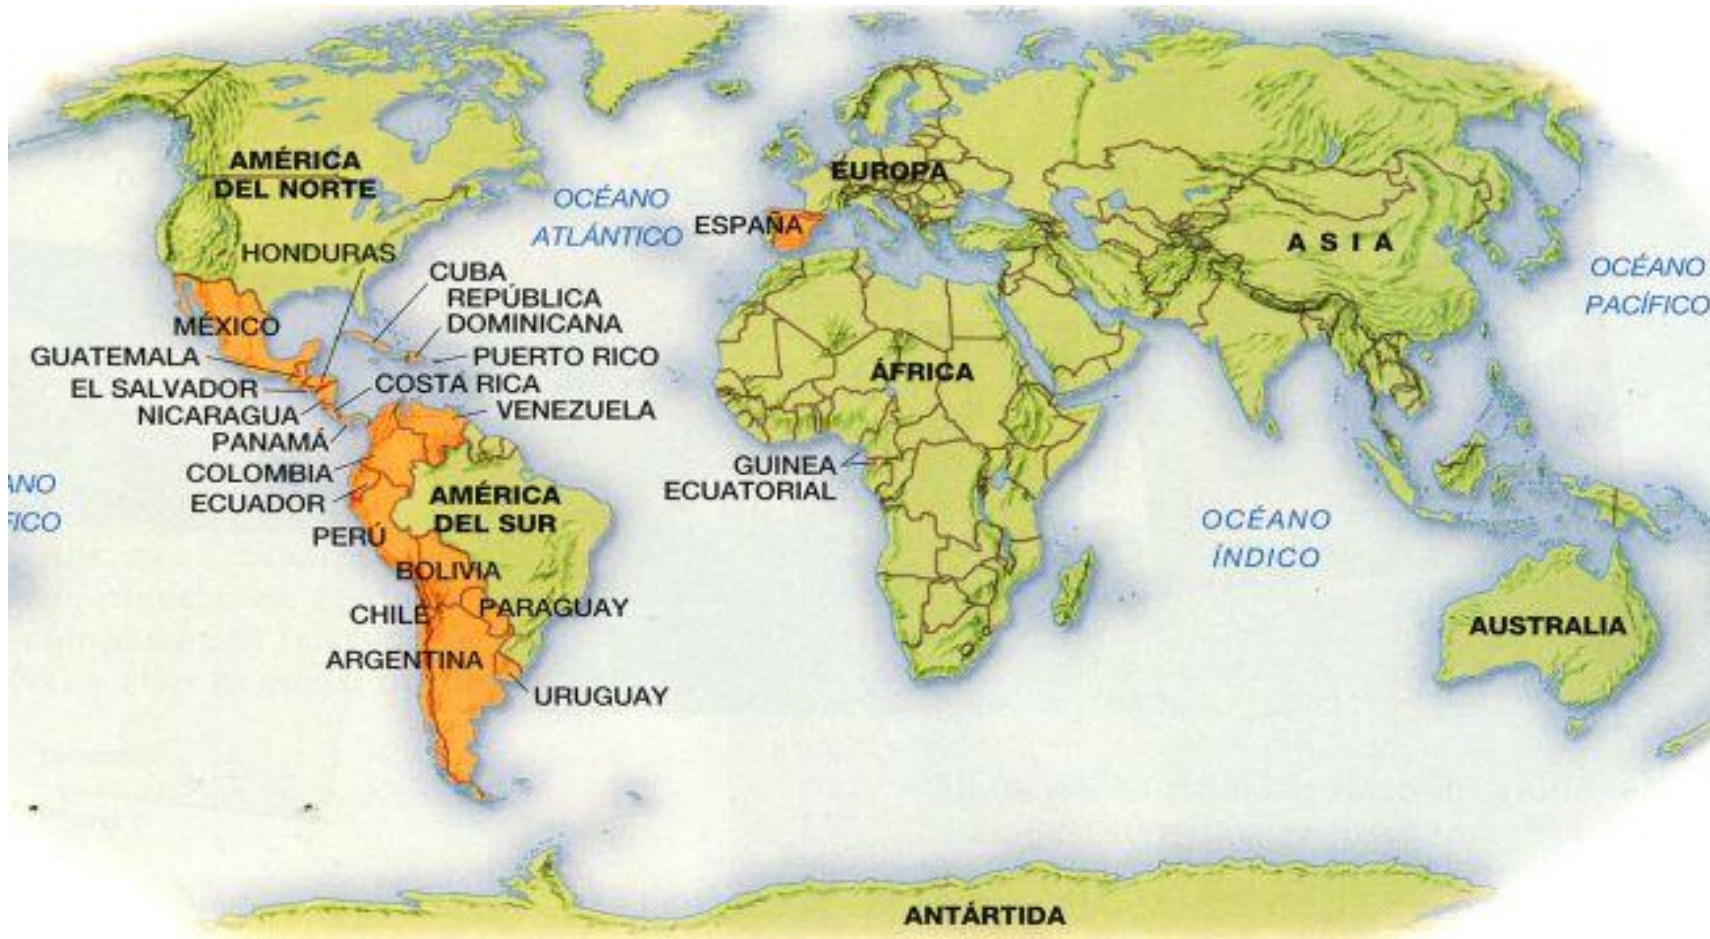 AMÉRICA
DEL NORTE
OCÉANO
ATLÁNTICO
EUROPA
ESPAÑA
ASIA
OCÉANO
PACÍFICO
HONDURAS
CUBA
REPÚBLICA
DOMINICANA
MÉXICO
PUERTO RICO
GUATEMALA
COSTA RICA
EL SALVADOR
NICARAGUA
VENEZUELA
PANAMÁ
COLOMBIA
ECUADOR
ÁFRICA
GUINEA
ECUATORIAL
AMÉRICA
DEL SUR
PERÚ
BOLIVIA
CHILE
PARAGUAY
ARGENTINA
URUGUAY
OCÉANO
ÍNDICO
AUSTRALIA
ANTÁRTIDA
ANO
FICO